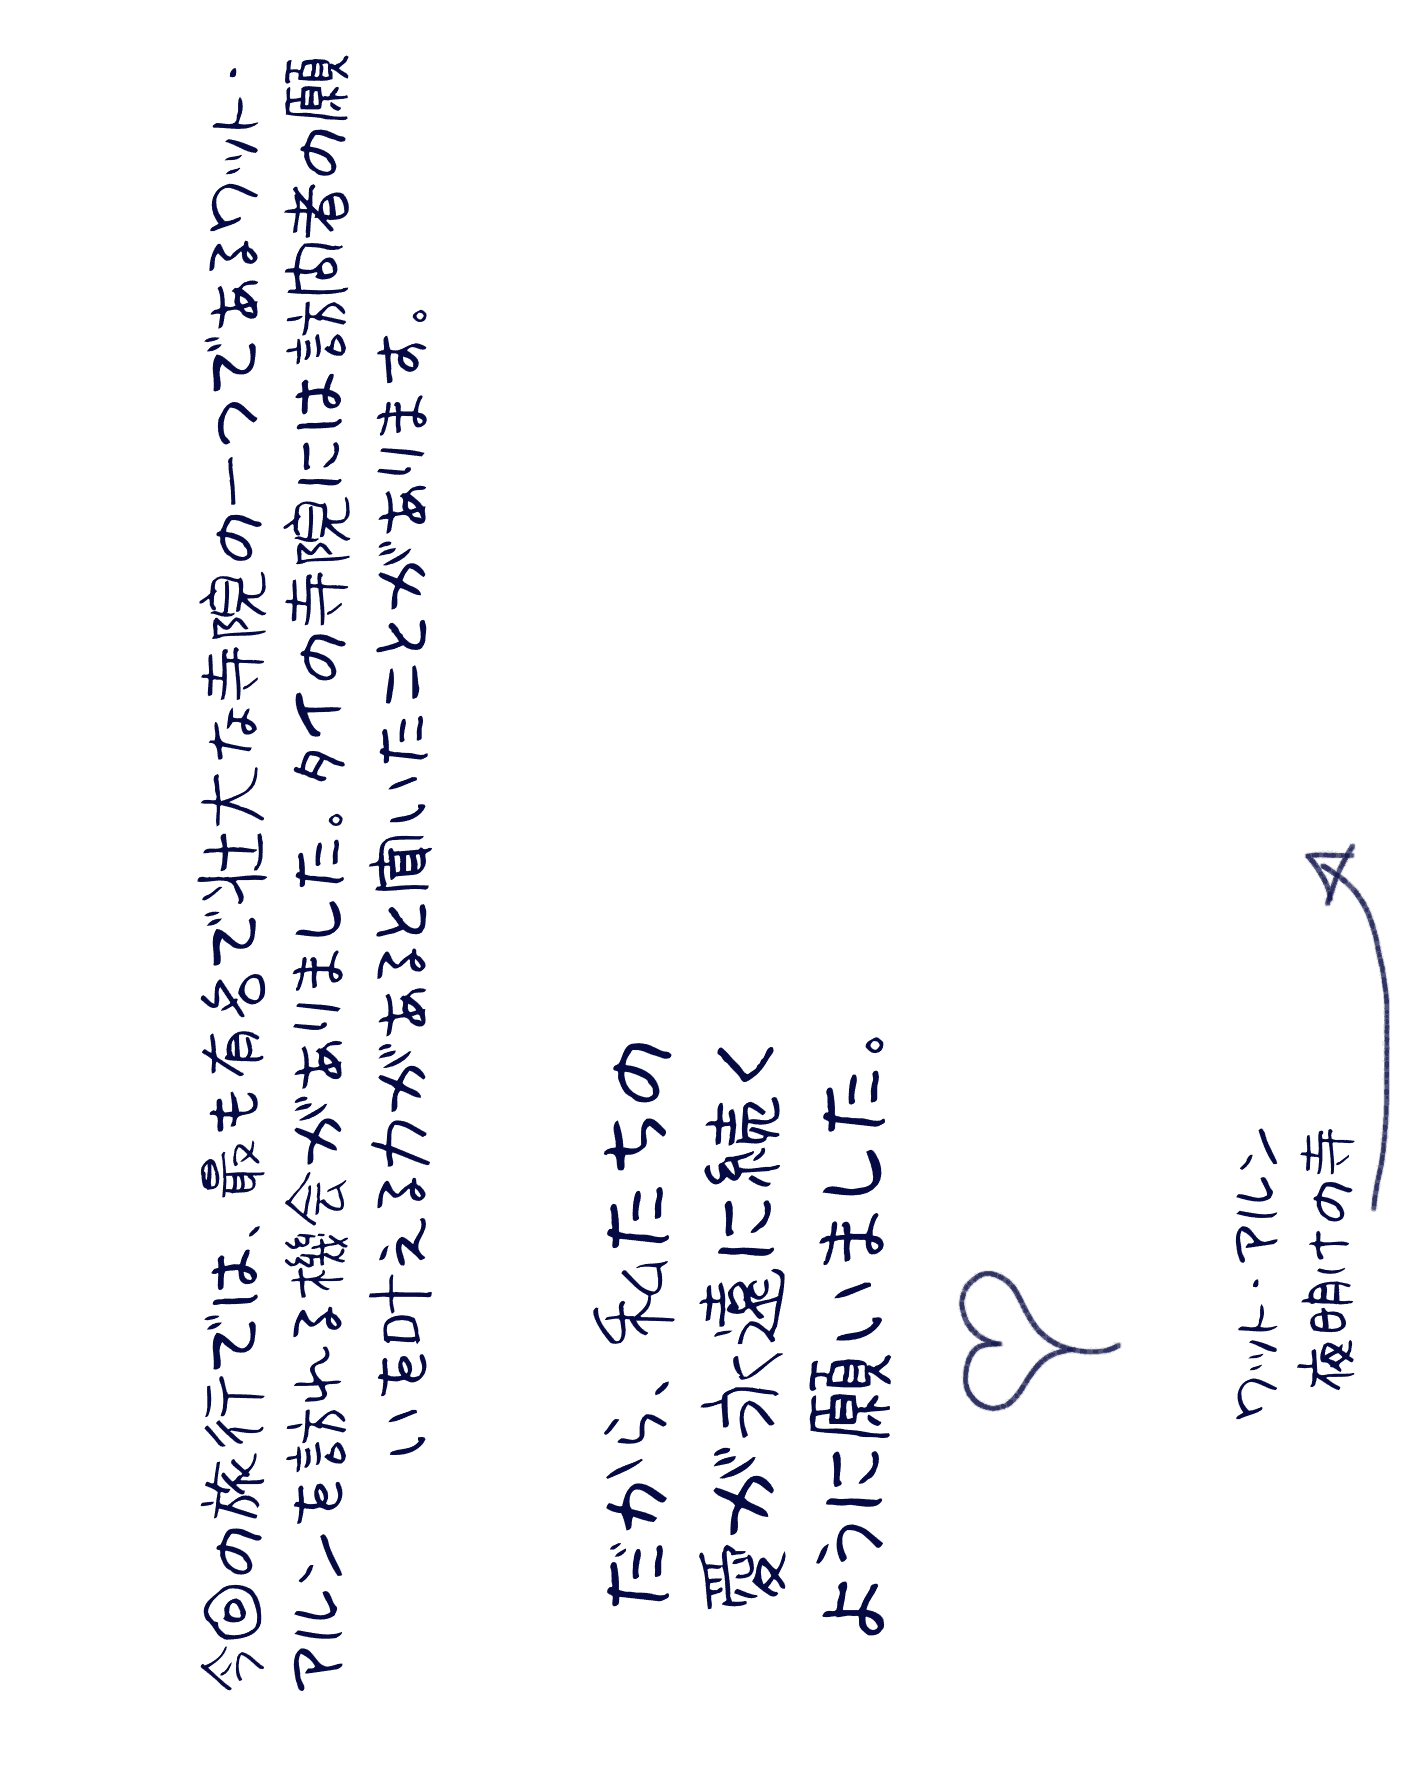 今回の旅行では、最も有名で壮大な寺院の一つであるワット・
アルンを訪れる機会がありました。タイの寺院には訪問者の願
いを叶える力があると聞いたことがあります。
だから、私たちの
愛がう永遠に続く
ように願いました。
ワット・アルン
夜明けの寺